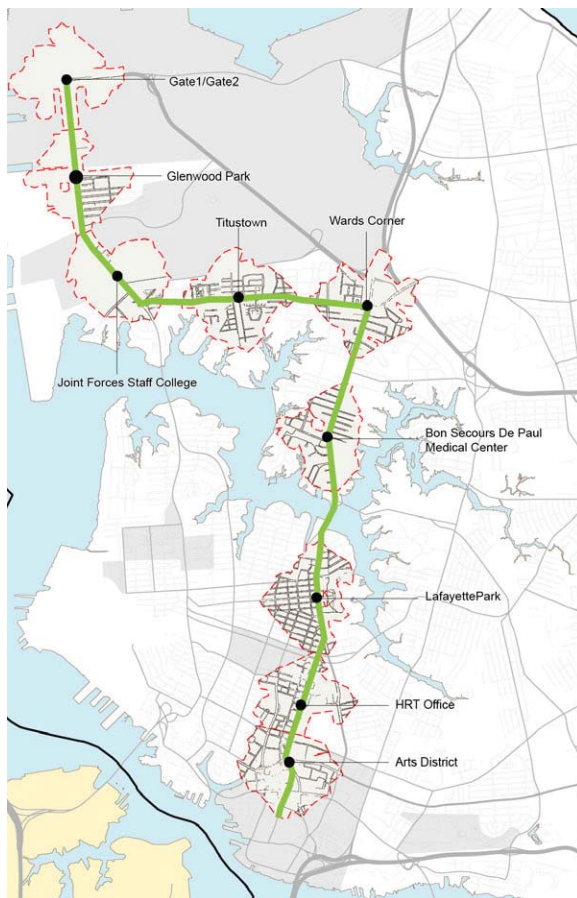 Gate1/Gate2
Glenwood Park
Titustown
Wards Corner
Joint Forces Staff College
Bon Secours De Paul
Medical Center
LafayettePark
HRT Office
Arts District